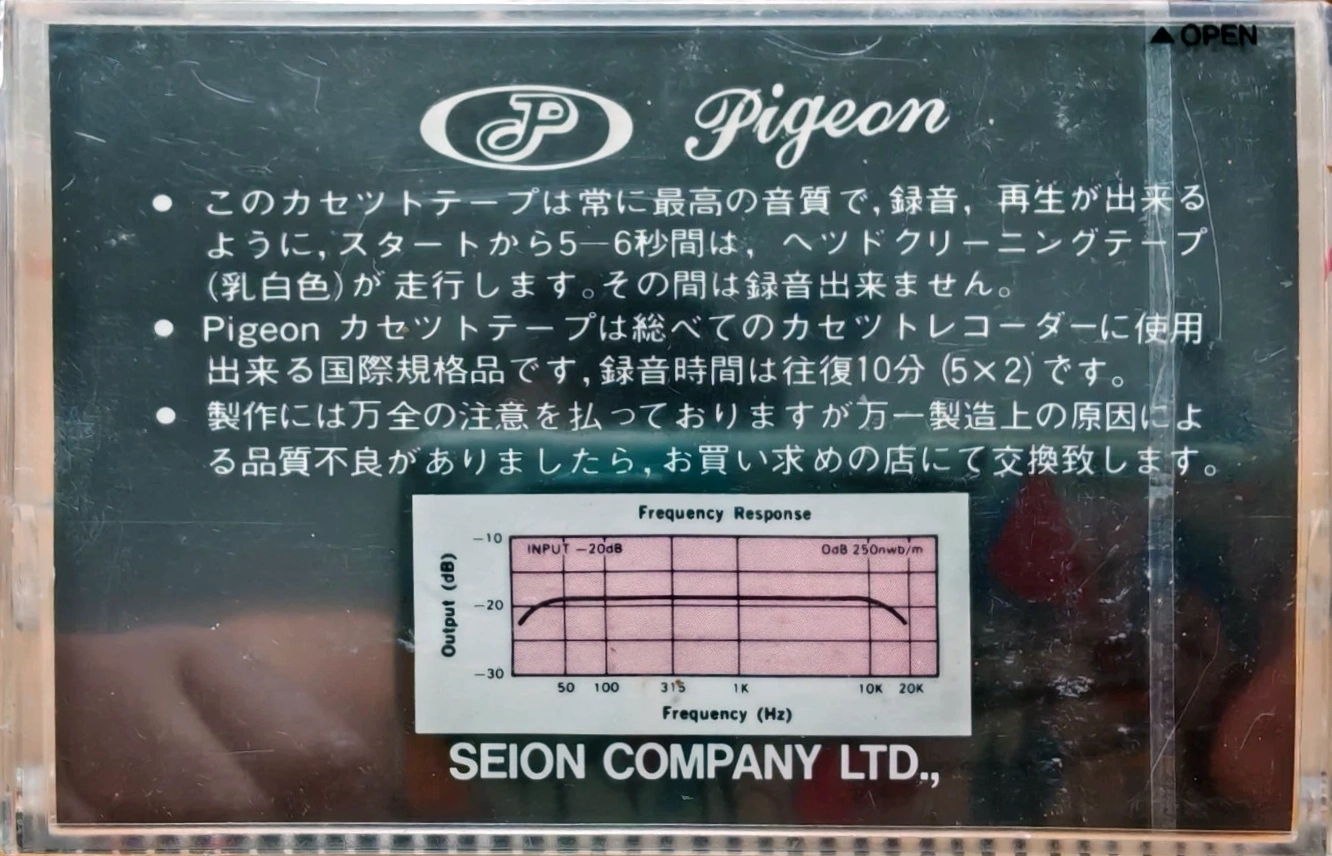 ▲OPEN
P Pigeon
● このカセツトテープは常に最高の音質で,録音, 再生が出来る
ように,スタートから5—6秒間は, ヘツドクリーニングテープ
(乳白色)が 走行します。その間は録音出来ません。
● Pigeon カセツトテープは総べてのカセツトレコーダーに使用
出来る国際規格品です,録音時間は往復10分 (5×2)です。
● 製作には万全の注意を払っておりますが万一製造上の原因によ
る品質不良がありましたら,お買い求めの店にて交換致します。
Frequency Response
INPUT −20dB 0dB 250nwb/m
Output (dB)
−10
−20
−30
50 100 315 1K 10K 20K
Frequency (Hz)
SEION COMPANY LTD.,